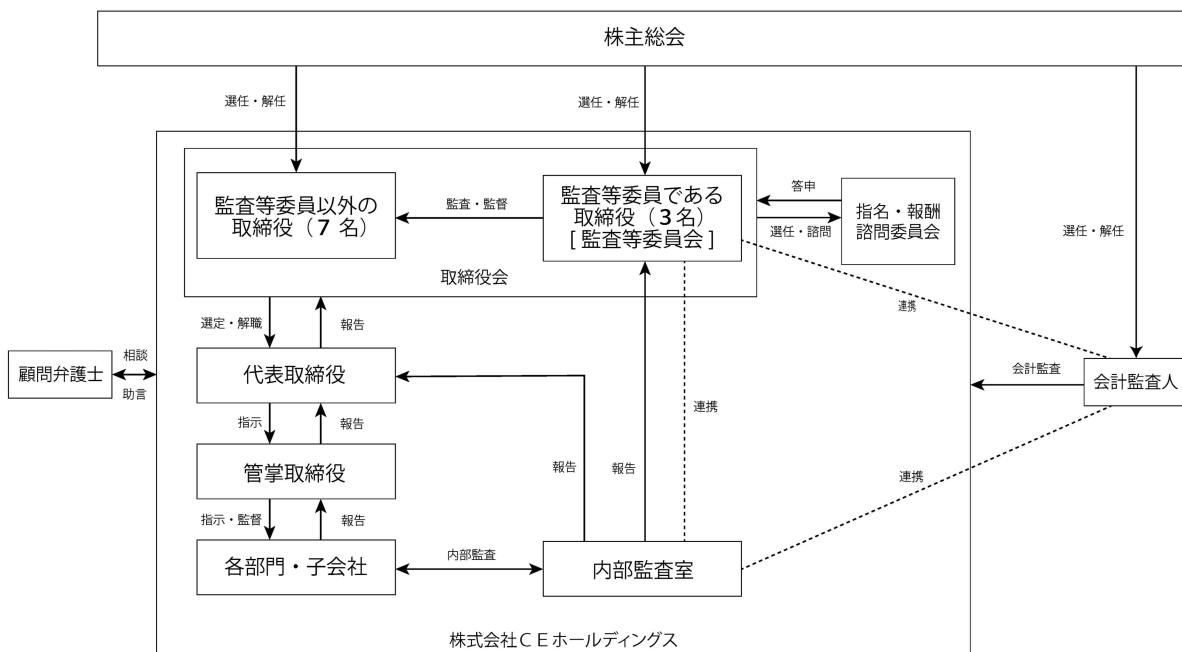 株主総会
選任・解任
選任・解任
選任・解任
監査等委員以外の
取締役（7 名）
監査・監督
監査等委員である
取締役（3名）
[ 監査等委員会 ]
答申
選任・諮問
指名・報酬
諮問委員会
取締役会
選定・解職
報告
連携
顧問弁護士
相談
助言
代表取締役
会計監査
会計監査人
指示
報告
連携
管掌取締役
報告
報告
連携
指示・監督
報告
各部門・子会社
内部監査
内部監査室
株式会社ＣＥホールディングス